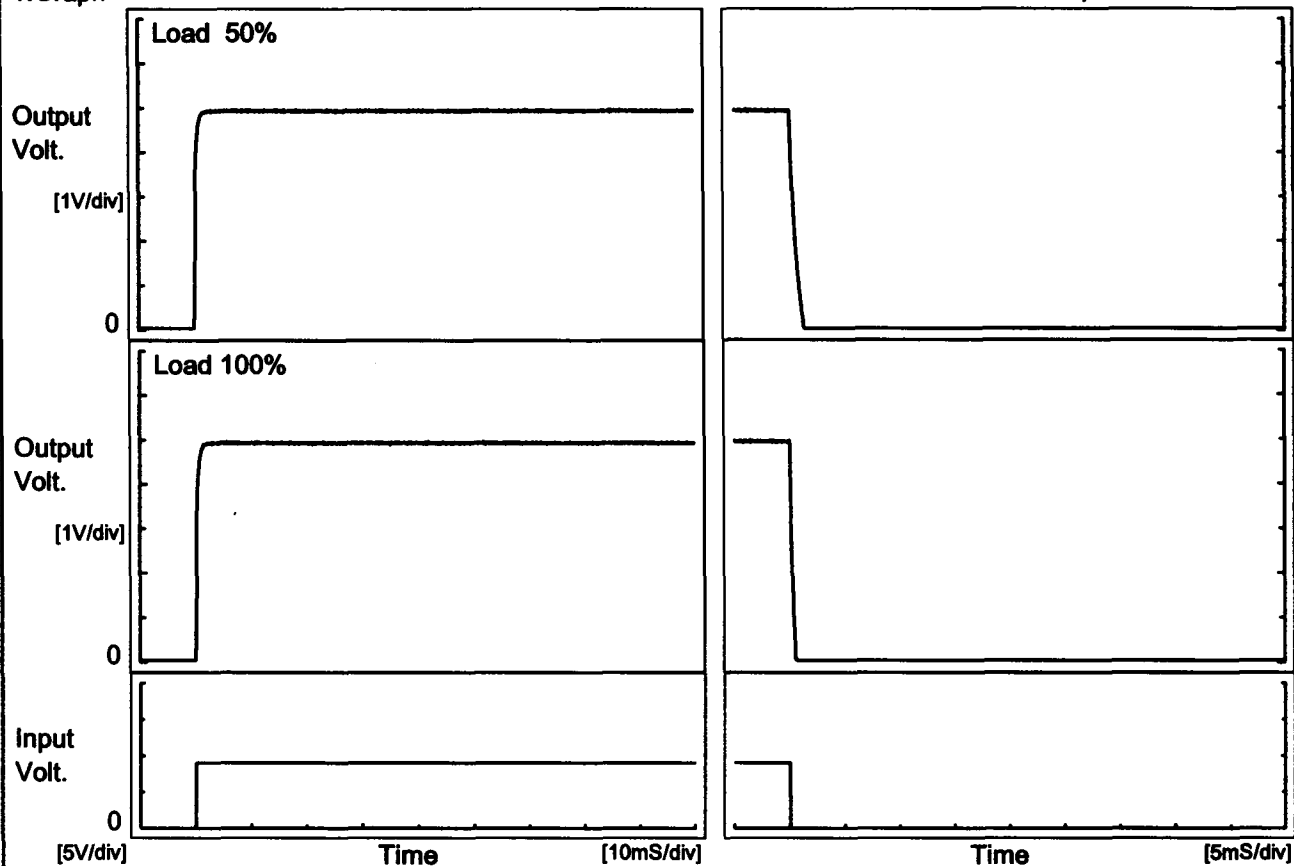 Load 50%
Output
Volt.
[1V/div]
0
Load 100%
Output
Volt.
[1V/div]
0
Input
Volt.
0
[5V/div]
Time
[10mS/div]
Time
[5mS/div]